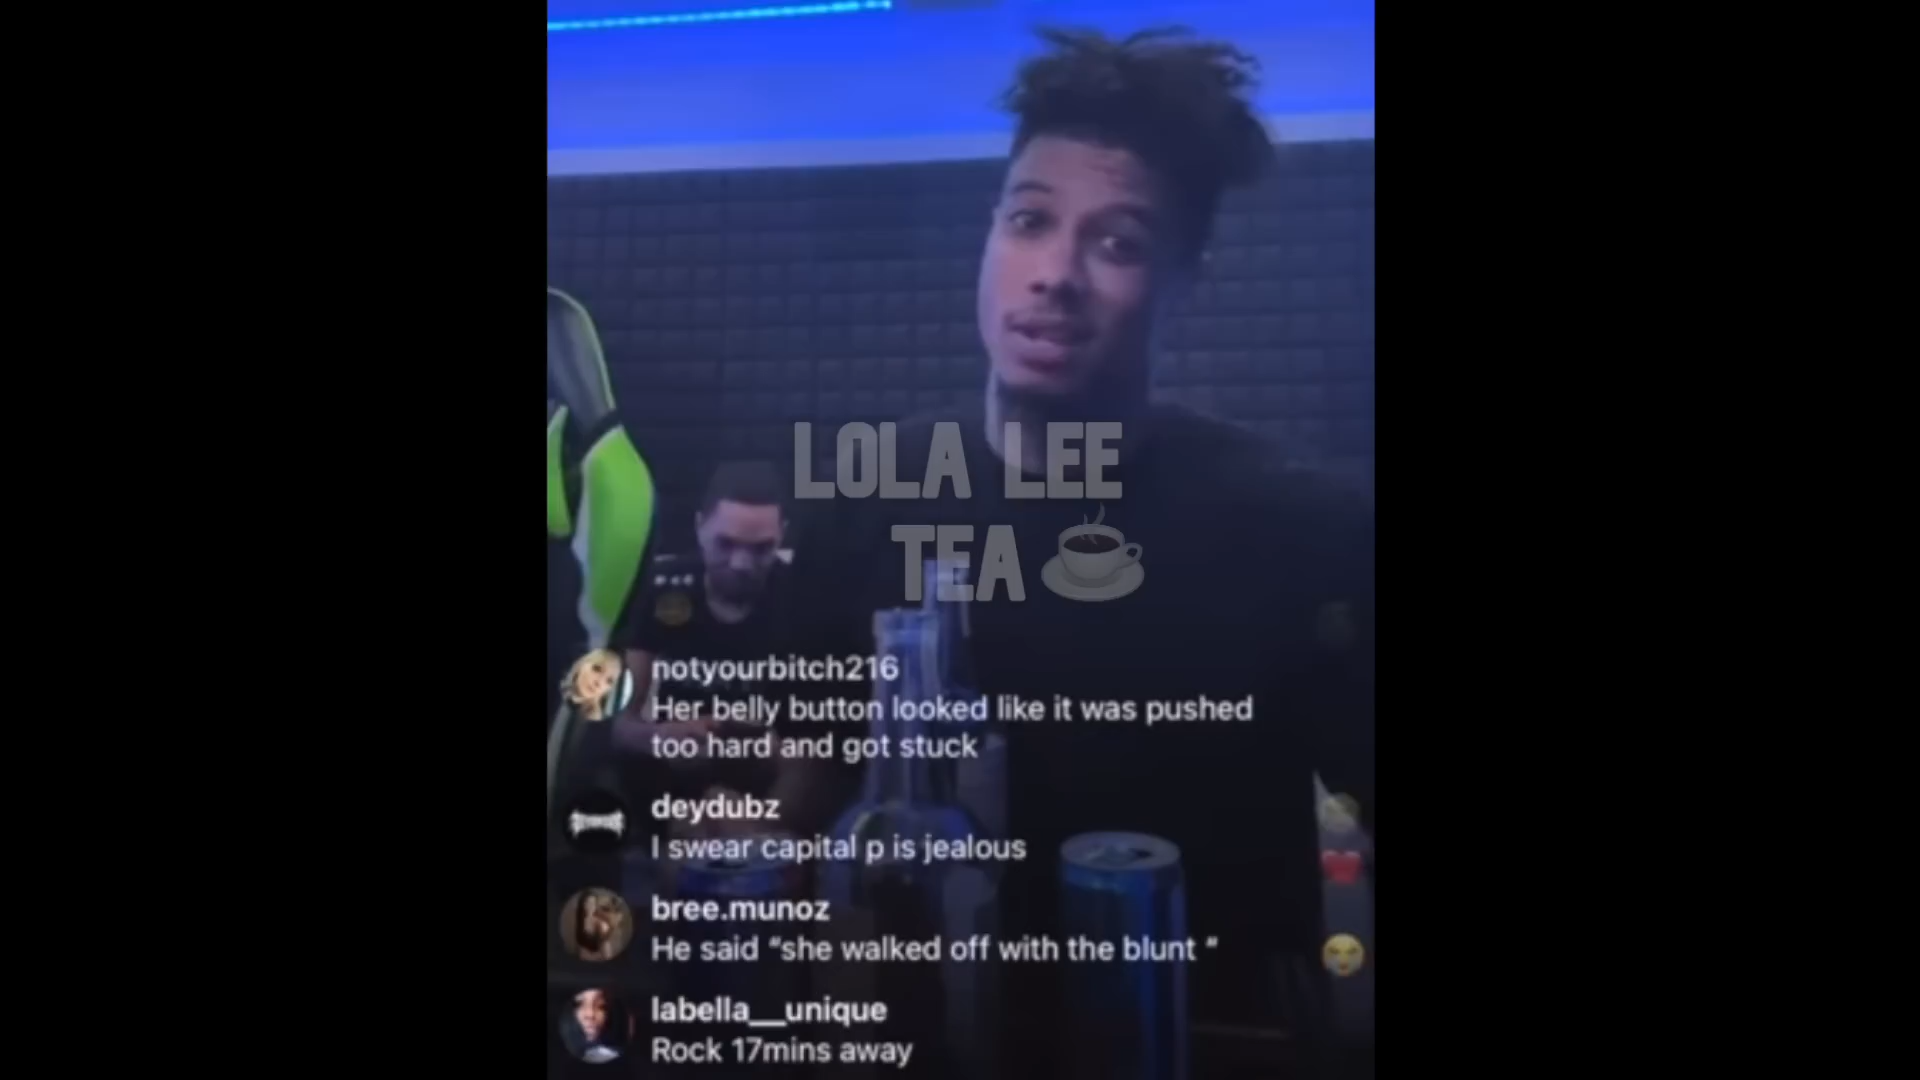 LOLA LEE
TEA
notyourbitch216
Her belly button looked like it was pushed
too hard and got stuck
deydubz
I swear capital p is jealous
bree.munoz
He said “she walked off with the blunt ”
labella__unique
Rock 17mins away